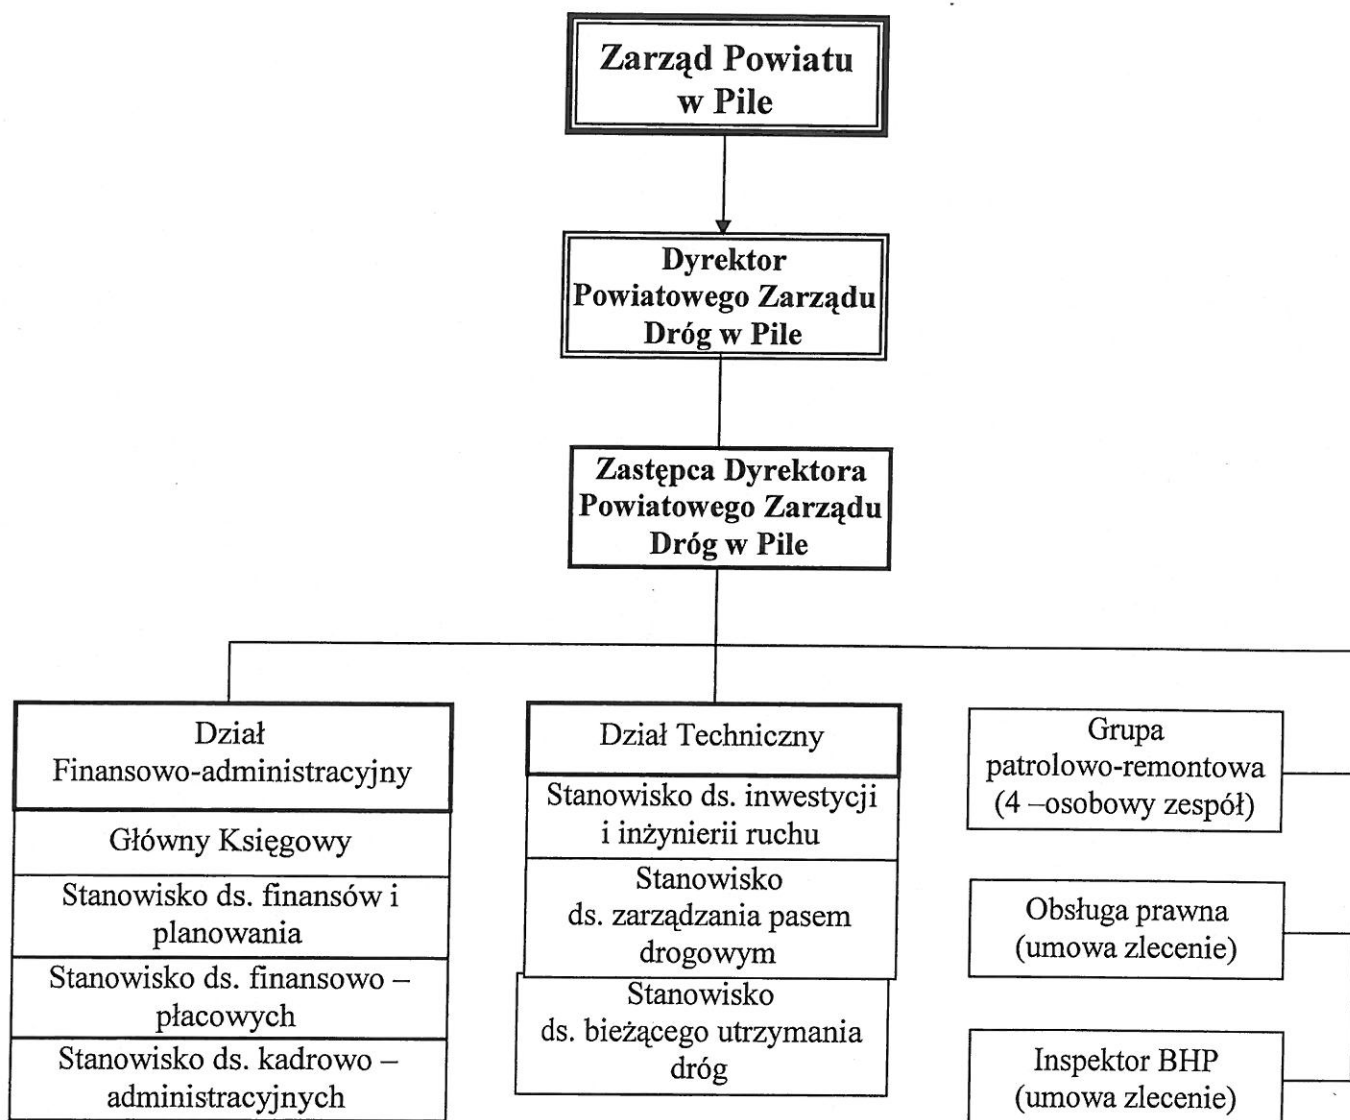 Zarząd Powiatu
w Pile
Dyrektor
Powiatowego Zarządu
Dróg w Pile
Zastępca Dyrektora
Powiatowego Zarządu
Dróg w Pile
Dział
Finansowo-administracyjny
Główny Księgowy
Stanowisko ds. finansów i
planowania
Stanowisko ds. finansowo –
płacowych
Stanowisko ds. kadrowo –
administracyjnych
Dział Techniczny
Stanowisko ds. inwestycji
i inżynierii ruchu
Stanowisko
ds. zarządzania pasem
drogowym
Stanowisko
ds. bieżącego utrzymania
dróg
Grupa
patrolowo-remontowa
(4 –osobowy zespół)
Obsługa prawna
(umowa zlecenie)
Inspektor BHP
(umowa zlecenie)